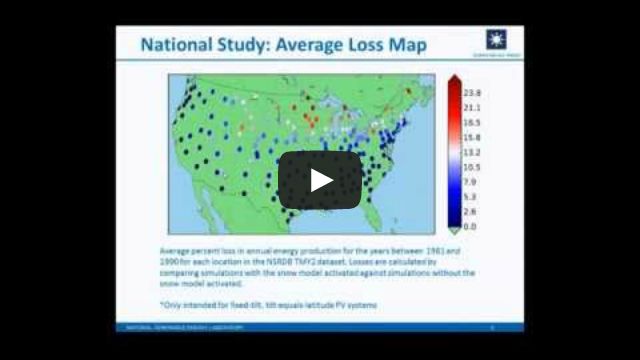 National Study: Average Loss Map
23.8
21.1
18.5
15.8
13.2
10.5
7.9
5.3
2.6
0.0
Average percent loss in annual energy production for the years between 1961 and
1990 for each location in the NSRDB TMY2 dataset. Losses are calculated by
comparing simulations with the snow model activated against simulations without the
snow model activated.
*Only intended for fixed-tilt, tilt equals latitude PV systems
NATIONAL RENEWABLE ENERGY LABORATORY